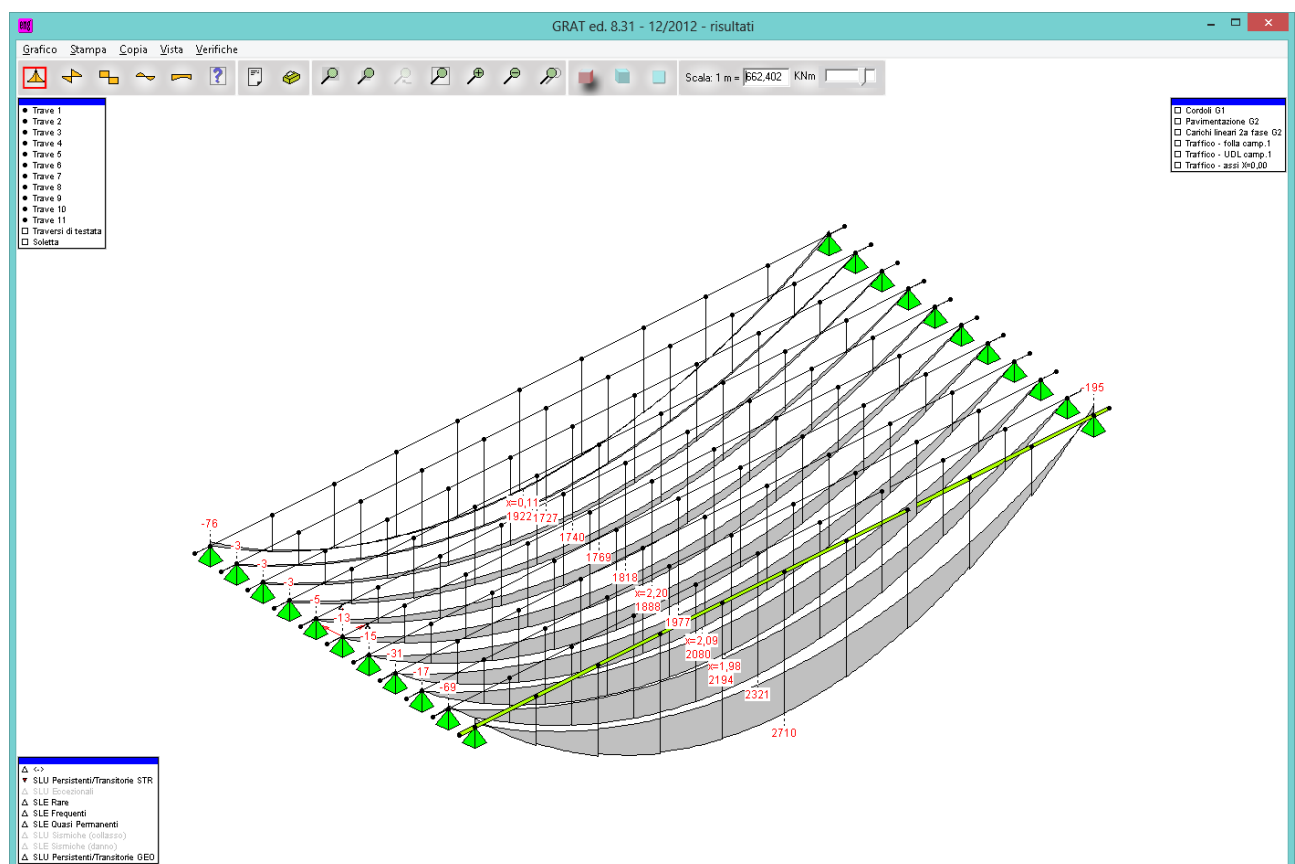 GRAT ed. 8.31 - 12/2012 - risultati
Grafico Stampa Copia Vista Verifiche
Scala: 1 m = 662,402 KNm
Trave 1
Trave 2
Trave 3
Trave 4
Trave 5
Trave 6
Trave 7
Trave 8
Trave 9
Trave 10
Trave 11
Traversi di testata
Soletta
Cordoli G1
Pavimentazione G2
Carichi lineari 2a fase G2
Traffico - folla camp.1
Traffico - UDL camp.1
Traffico - assi X=0,00
-195
x=0,11
1922
1727
-76
1740
-3
1769
-3
1818
-3
x=2,20
1888
-5
-13
1977
-15
x=2,09
2080
-31
x=1,98
2194
-17
-69
2321
2710
<->
SLU Persistenti/Transitorie STR
SLU Eccezionali
SLE Rare
SLE Frequenti
SLE Quasi Permanenti
SLU Sismiche (collasso)
SLE Sismiche (danno)
SLU Persistenti/Transitorie GEO